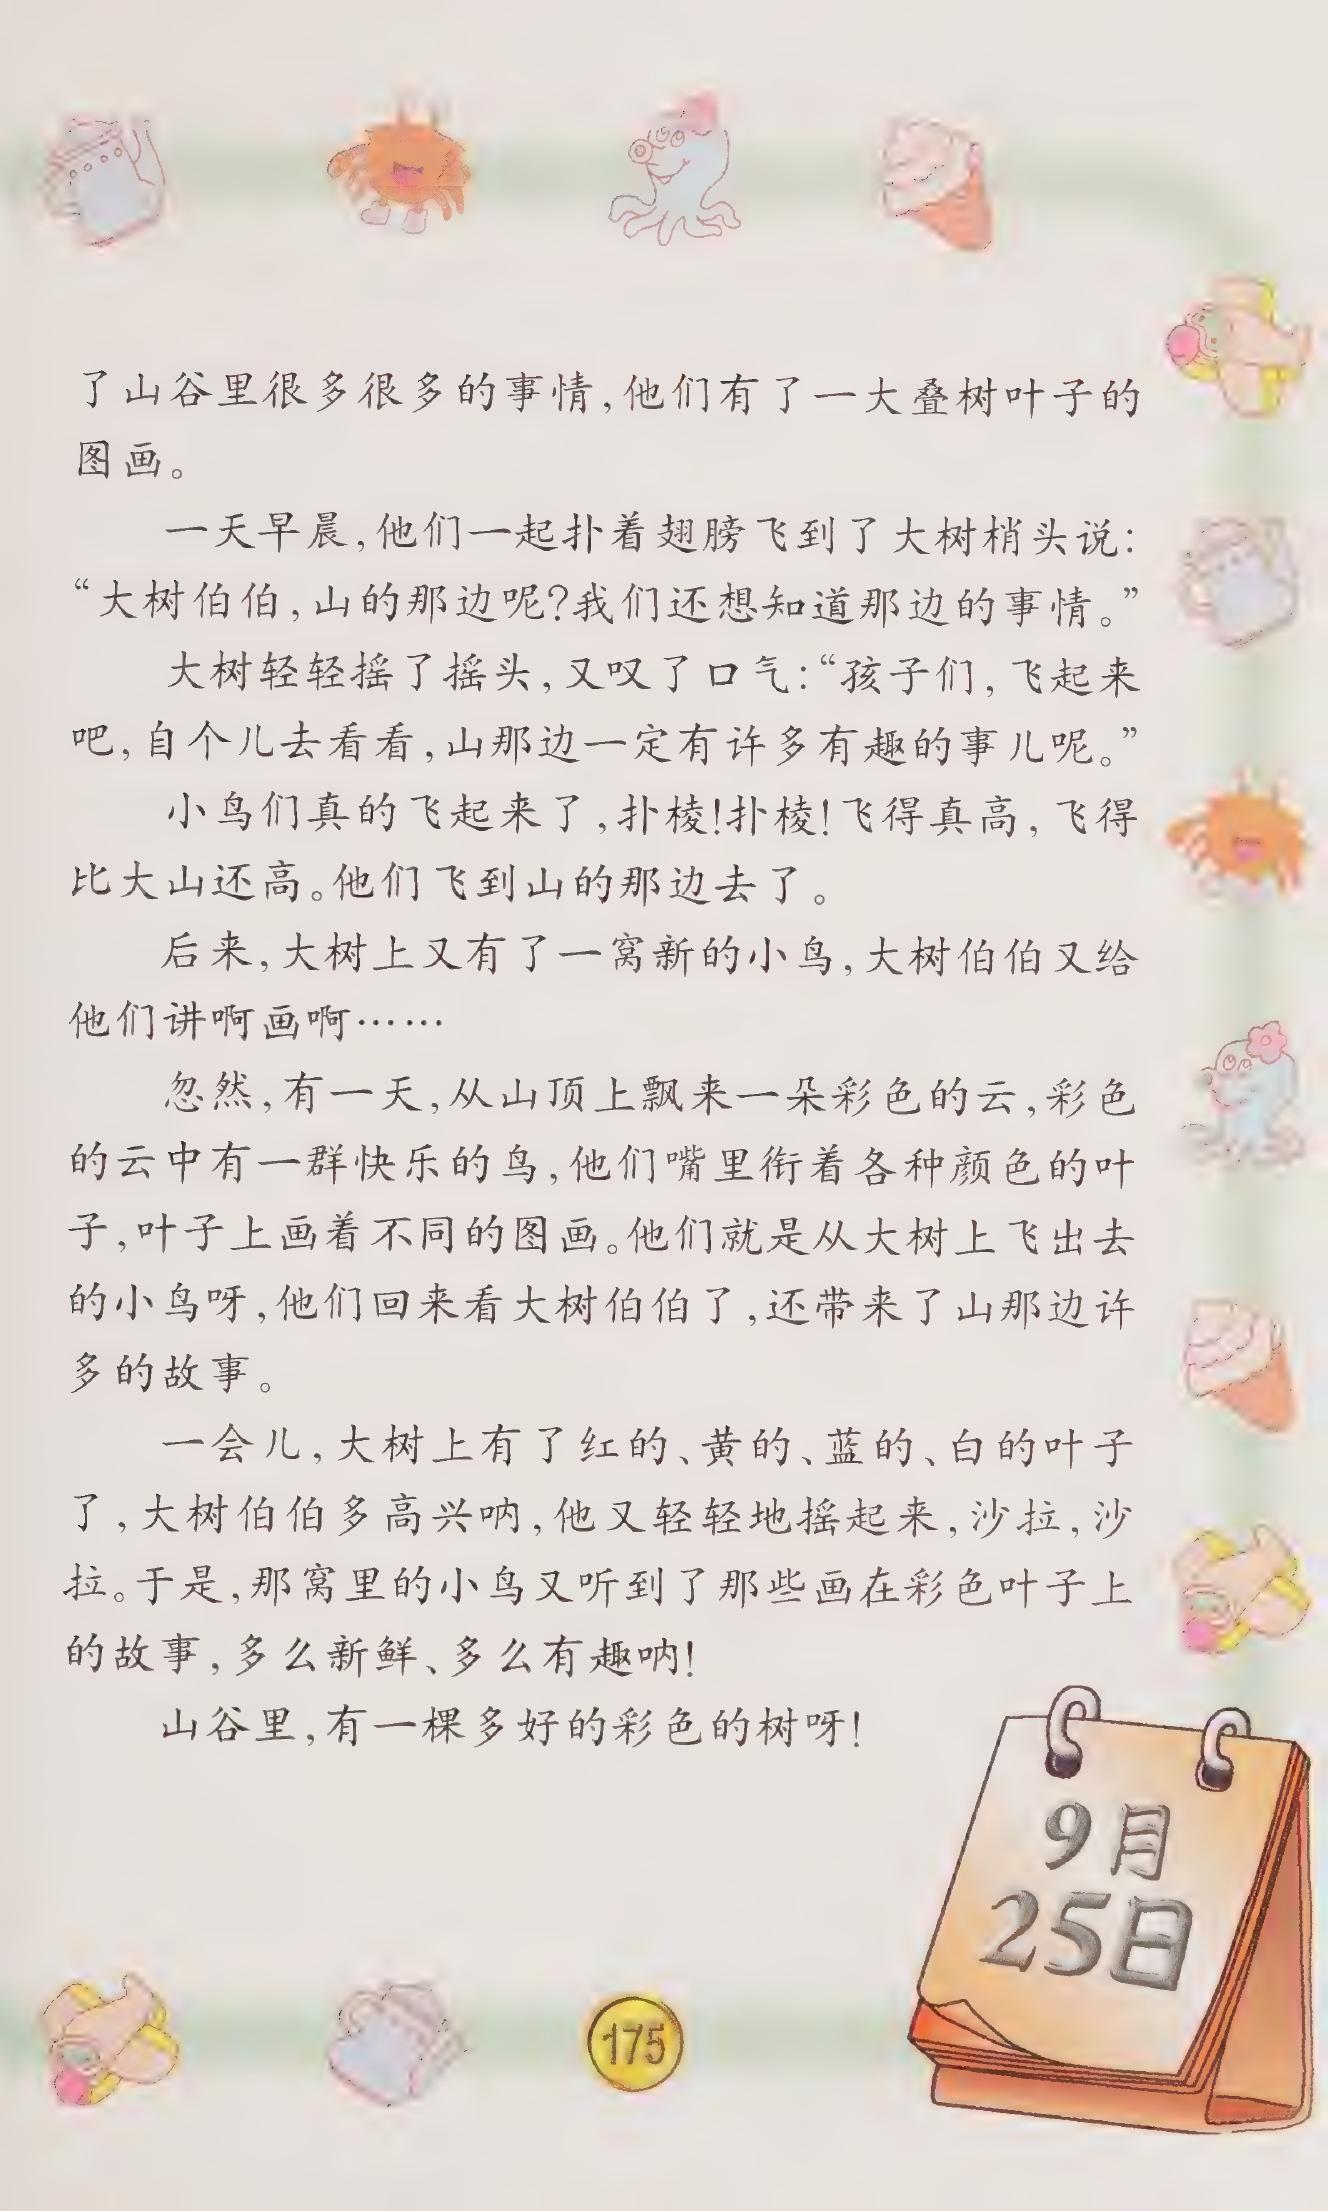 了山谷里很多很多的事情,他们有了一大叠树叶子的
图画。
一天早晨,他们一起扑着翅膀飞到了大树梢头说:
“大树伯伯,山的那边呢?我们还想知道那边的事情。”
大树轻轻摇了摇头,又叹了口气:“孩子们,飞起来
吧,自个儿去看看,山那边一定有许多有趣的事儿呢。”
小鸟们真的飞起来了,扑棱!扑棱!飞得真高,飞得
比大山还高。他们飞到山的那边去了。
后来,大树上又有了一窝新的小鸟,大树伯伯又给
他们讲啊画啊……
忽然,有一天,从山顶上飘来一朵彩色的云,彩色
的云中有一群快乐的鸟,他们嘴里衔着各种颜色的叶
子,叶子上画着不同的图画。他们就是从大树上飞出去
的小鸟呀,他们回来看大树伯伯了,还带来了山那边许
多的故事。
一会儿,大树上有了红的、黄的、蓝的、白的叶子
了,大树伯伯多高兴呐,他又轻轻地摇起来,沙拉,沙
拉。于是,那窝里的小鸟又听到了那些画在彩色叶子上
的故事,多么新鲜、多么有趣呐!
山谷里,有一棵多好的彩色的树呀!
9月
25日
175